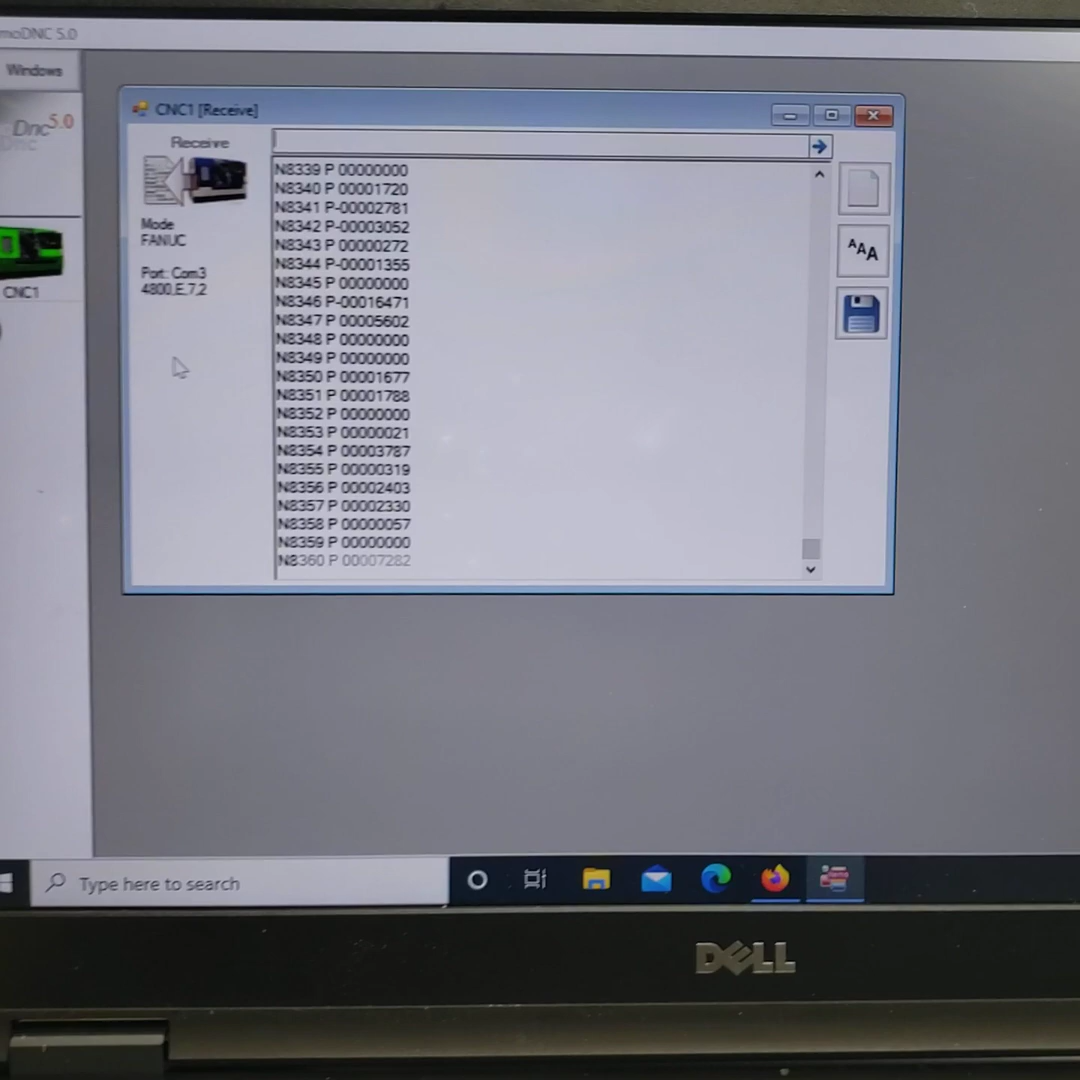 moDNC 5.0
Windows
Dnc 5.0
Dnc
CNC1
CNC1 [Receive]
Receive
Mode
FANUC
Port: Com3
4800,E,7,2
N8339 P 00000000
N8340 P 00001720
N8341 P-00002781
N8342 P-00003052
N8343 P 00000272
N8344 P-00001355
N8345 P 00000000
N8346 P-00016471
N8347 P 00005602
N8348 P 00000000
N8349 P 00000000
N8350 P 00001677
N8351 P 00001788
N8352 P 00000000
N8353 P 00000021
N8354 P 00003787
N8355 P 00000319
N8356 P 00002403
N8357 P 00002330
N8358 P 00000057
N8359 P 00000000
N8360 P 00007282
AAA
Type here to search
DELL